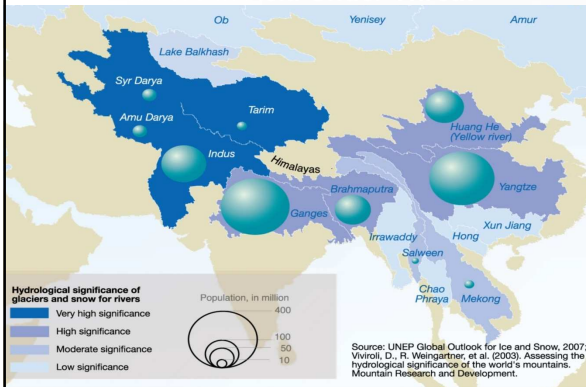 Ob
Yenisey
Amur
Lake Balkhash
Syr Darya
Amu Darya
Tarim
Indus
Himalayas
Huang He
(Yellow river)
Brahmaputra
Yangtze
Ganges
Xun Jiang
Irrawaddy
Hong
Salween
Chao
Phraya
Mekong
Hydrological significance of
glaciers and snow for rivers
Very high significance
High significance
Moderate significance
Low significance
Population, in million
400
100
50
10
Source: UNEP Global Outlook for Ice and Snow, 2007;
Viviroli, D., R. Weingartner, et al. (2003). Assessing the
hydrological significance of the world's mountains.
Mountain Research and Development.